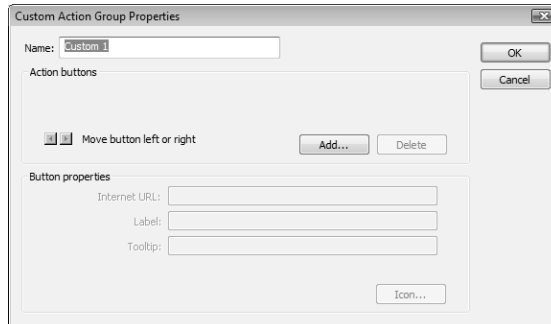 Custom Action Group Properties
Name: Custom 1
OK
Action buttons
Cancel
Move button left or right
Add...
Delete
Button properties
Internet URL:
Label:
Tooltip:
Icon...